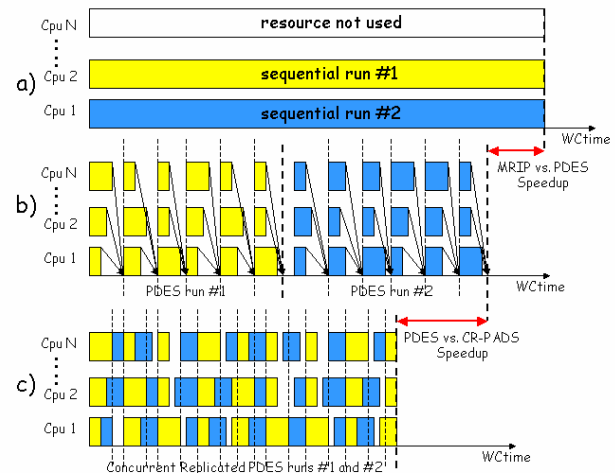 Cpu N
resource not used
a)
Cpu 2
sequential run #1
Cpu 1
sequential run #2
WCtime
MRIP vs. PDES
Speedup
Cpu N
b)
Cpu 2
Cpu 1
PDES run #1
PDES run #2
WCtime
PDES vs. CR-PADS
Speedup
Cpu N
c)
Cpu 2
Cpu 1
Concurrent Replicated PDES runs #1 and #2
WCtime